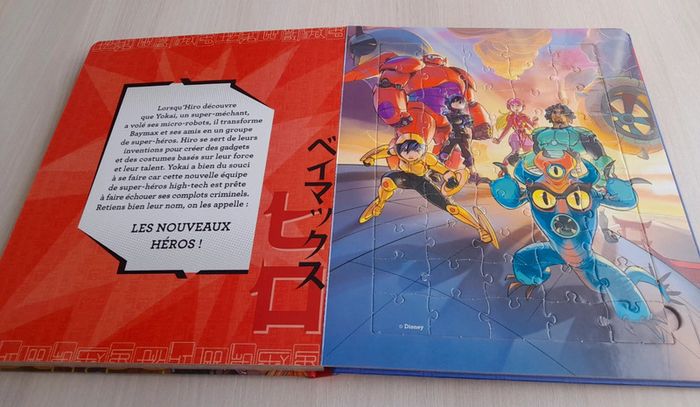 Lorsqu'Hiro découvre
que Yokai, un super-méchant,
a volé ses micro-robots, il transforme
Baymax et ses amis en un groupe
de super-héros. Hiro se sert de leurs
inventions pour créer des gadgets
et des costumes basés sur leur force
et leur talent. Yokai a bien du souci
à se faire car cette nouvelle équipe
de super-héros high-tech est prête
à faire échouer ses complots criminels.
Retiens bien leur nom, on les appelle :
LES NOUVEAUX
HÉROS !
ベイマックス
ヒロ
© Disney